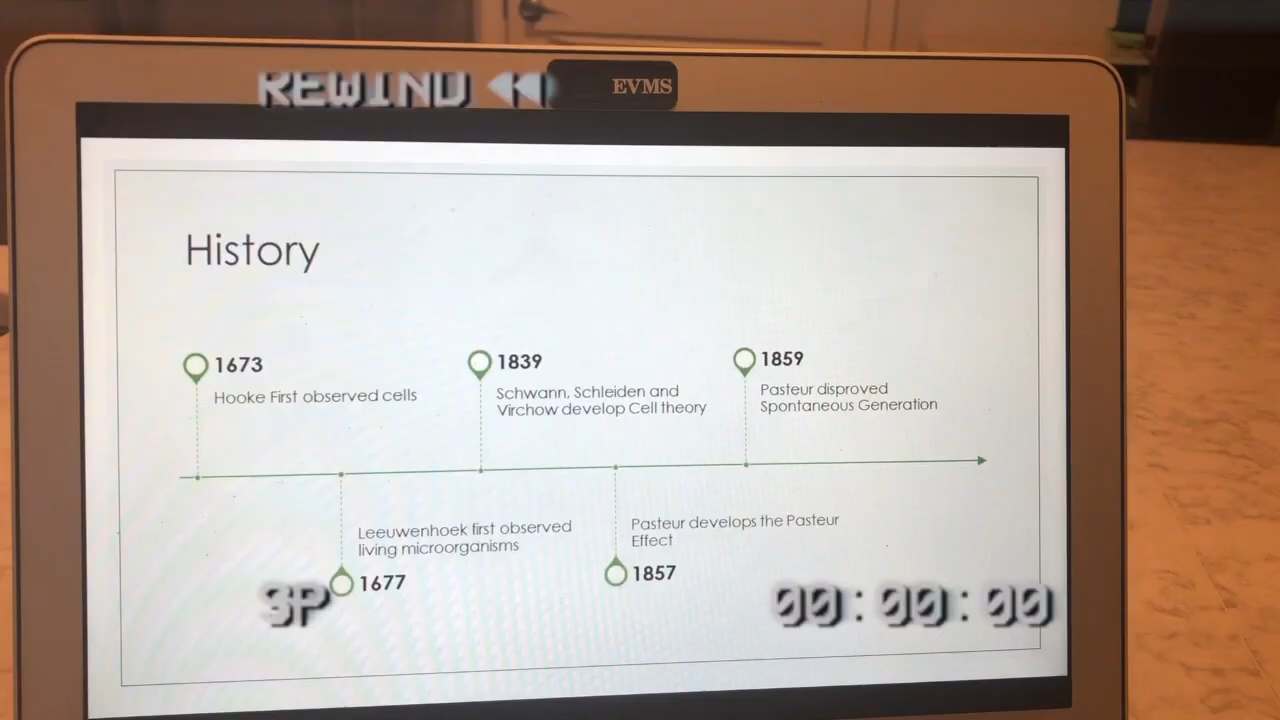 REWIND
EVMS
History
1673
Hooke First observed cells
1839
Schwann, Schleiden and
Virchow develop Cell theory
1859
Pasteur disproved
Spontaneous Generation
Leeuwenhoek first observed
living microorganisms
1677
Pasteur develops the Pasteur
Effect
1857
SP
00:00:00